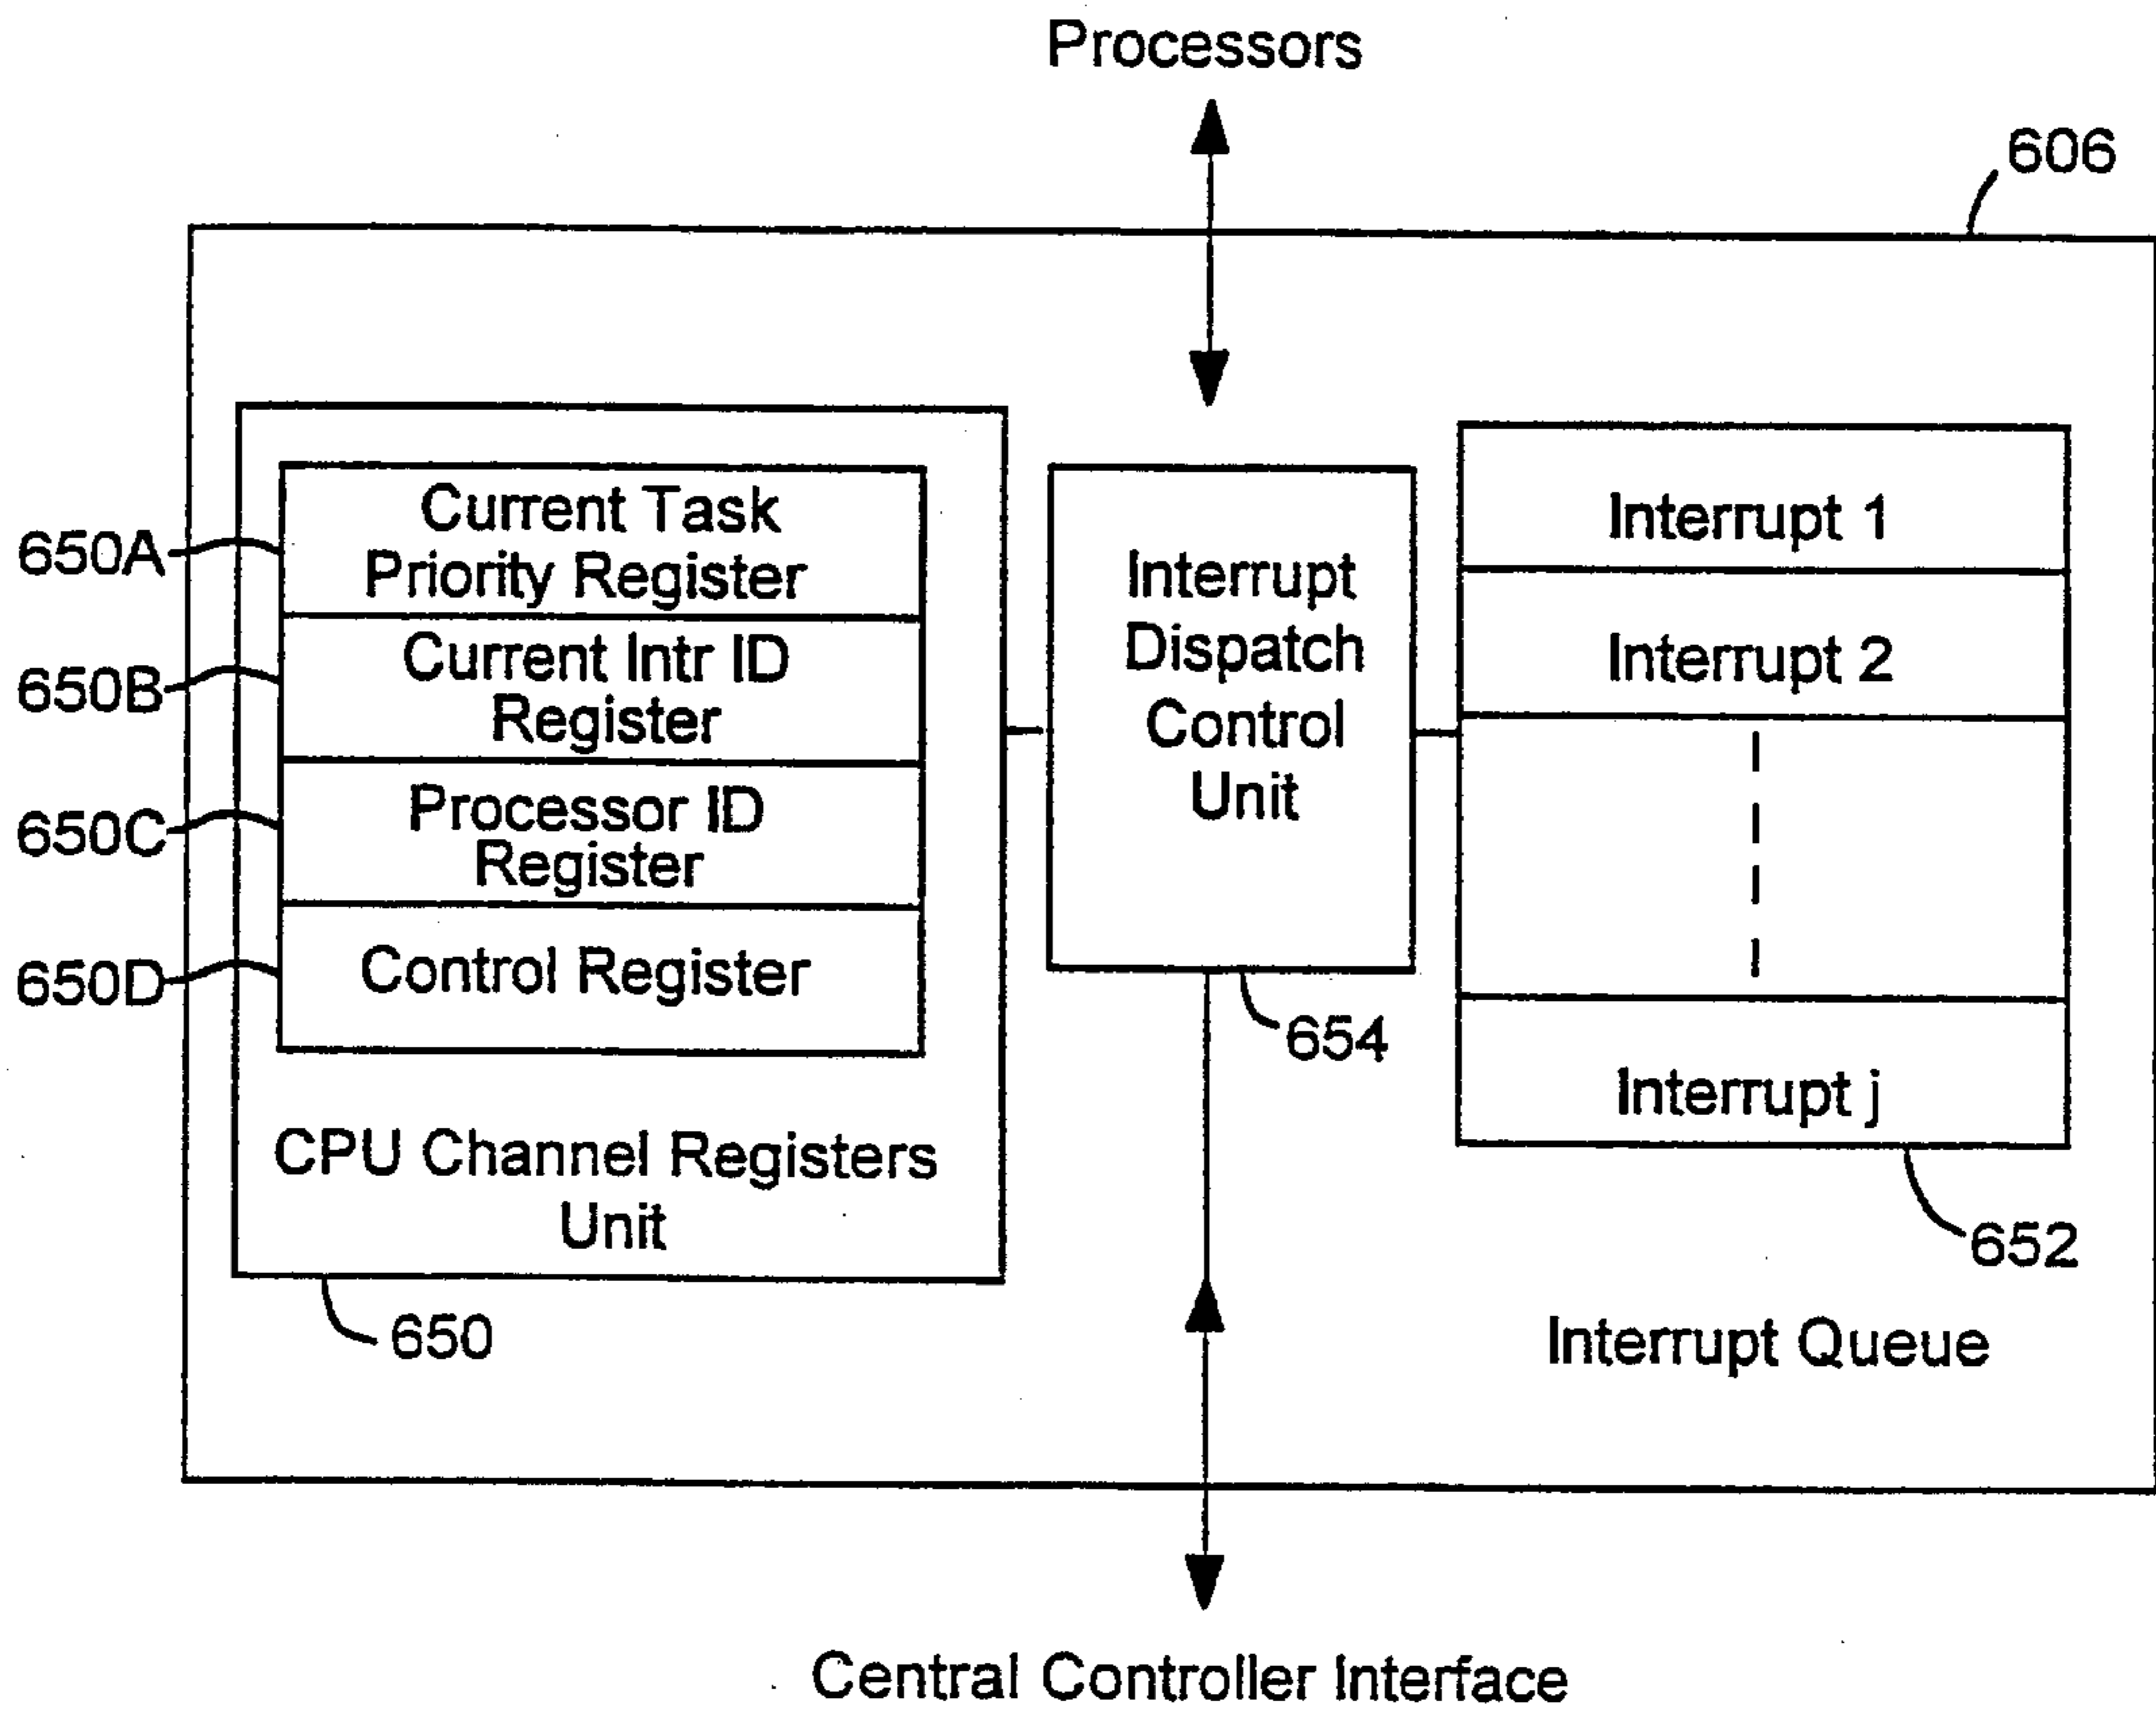 Processors
606
650A
Current Task
Priority Register
650B
Current Intr ID
Register
650C
Processor ID
Register
650D
Control Register
CPU Channel Registers
Unit
650
Interrupt
Dispatch
Control
Unit
654
Interrupt 1
Interrupt 2
Interrupt j
652
Interrupt Queue
Central Controller Interface